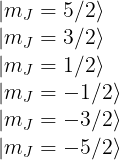 |m_J = 5/2⟩
|m_J = 3/2⟩
|m_J = 1/2⟩
|m_J = −1/2⟩
|m_J = −3/2⟩
|m_J = −5/2⟩